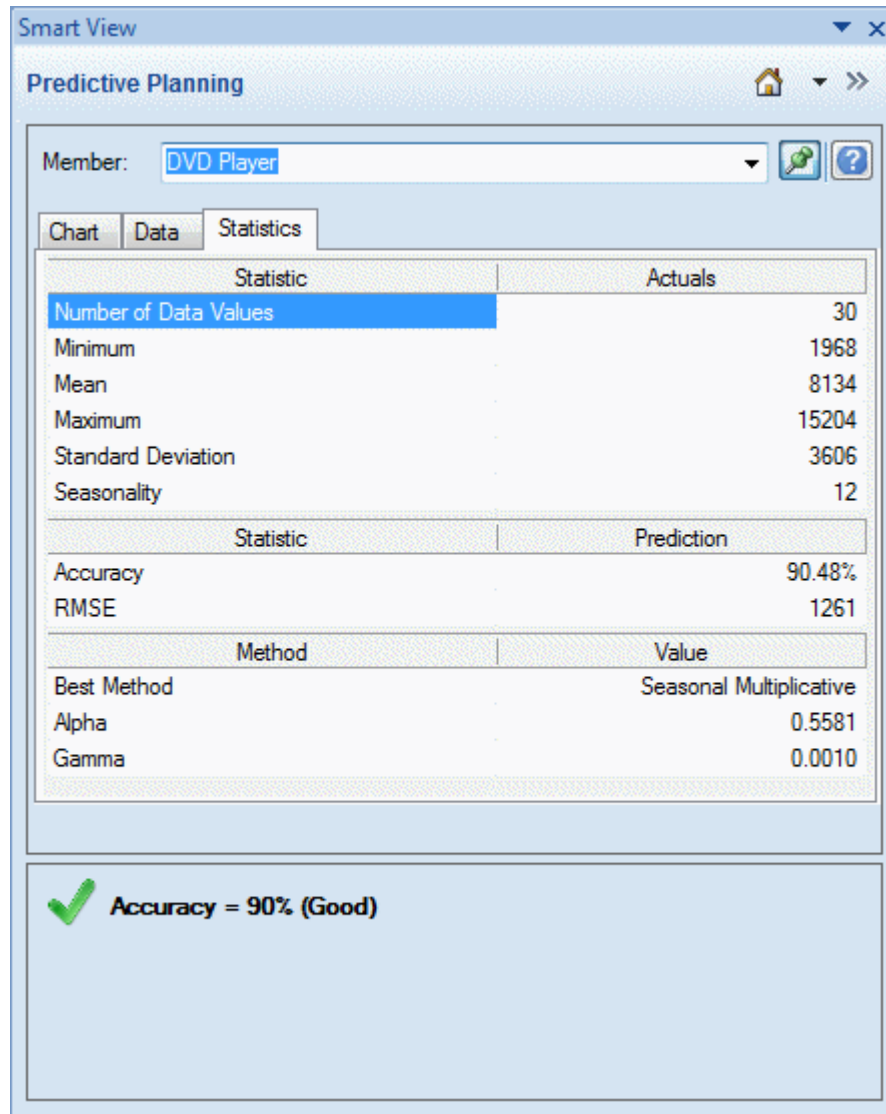 Smart View
Predictive Planning
Member: DVD Player
Chart Data Statistics
Statistic Actuals
Number of Data Values 30
Minimum 1968
Mean 8134
Maximum 15204
Standard Deviation 3606
Seasonality 12
Statistic Prediction
Accuracy 90.48%
RMSE 1261
Method Value
Best Method Seasonal Multiplicative
Alpha 0.5581
Gamma 0.0010
Accuracy = 90% (Good)